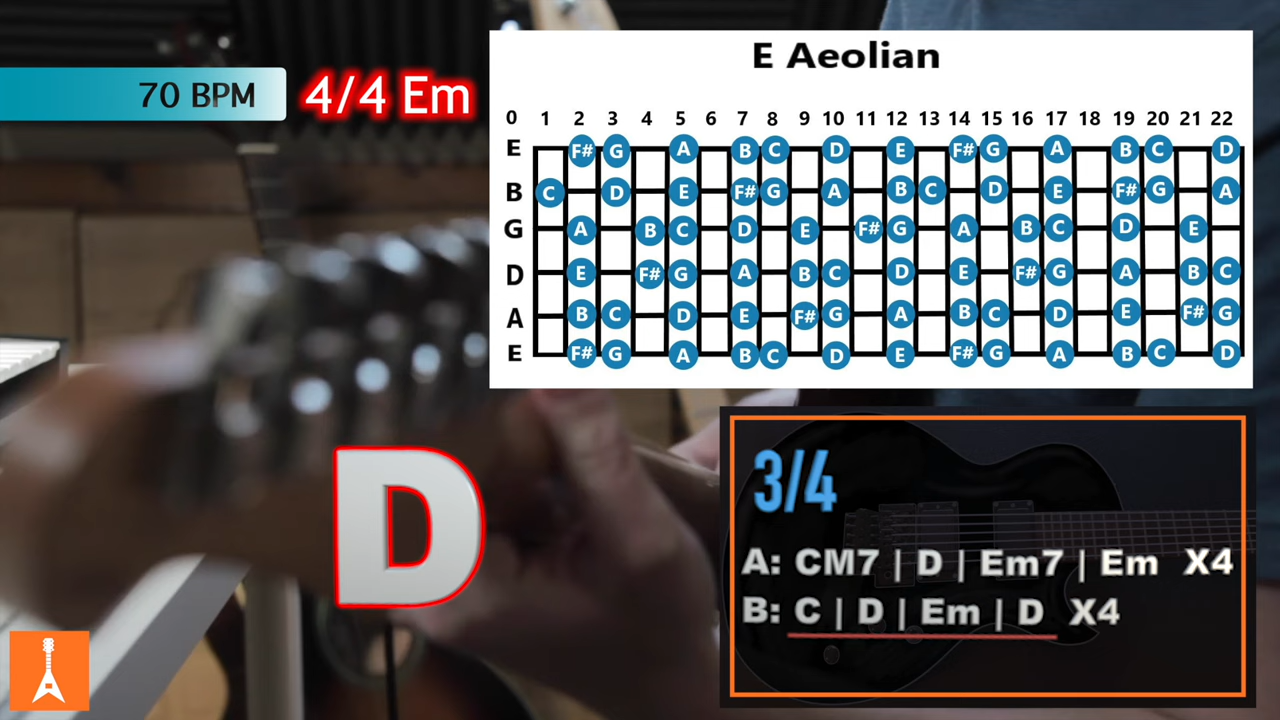 E Aeolian
70 BPM 4/4 Em
0 1 2 3 4 5 6 7 8 9 10 11 12 13 14 15 16 17 18 19 20 21 22
E F# G A B C D E F# G A B C D
B C D E F# G A B C D E F# G A
G A B C D E F# G A B C D E
D E F# G A B C D E F# G A B C
A B C D E F# G A B C D E F# G
E F# G A B C D E F# G A B C D
D
3/4
A: CM7 | D | Em7 | Em X4
B: C | D | Em | D X4